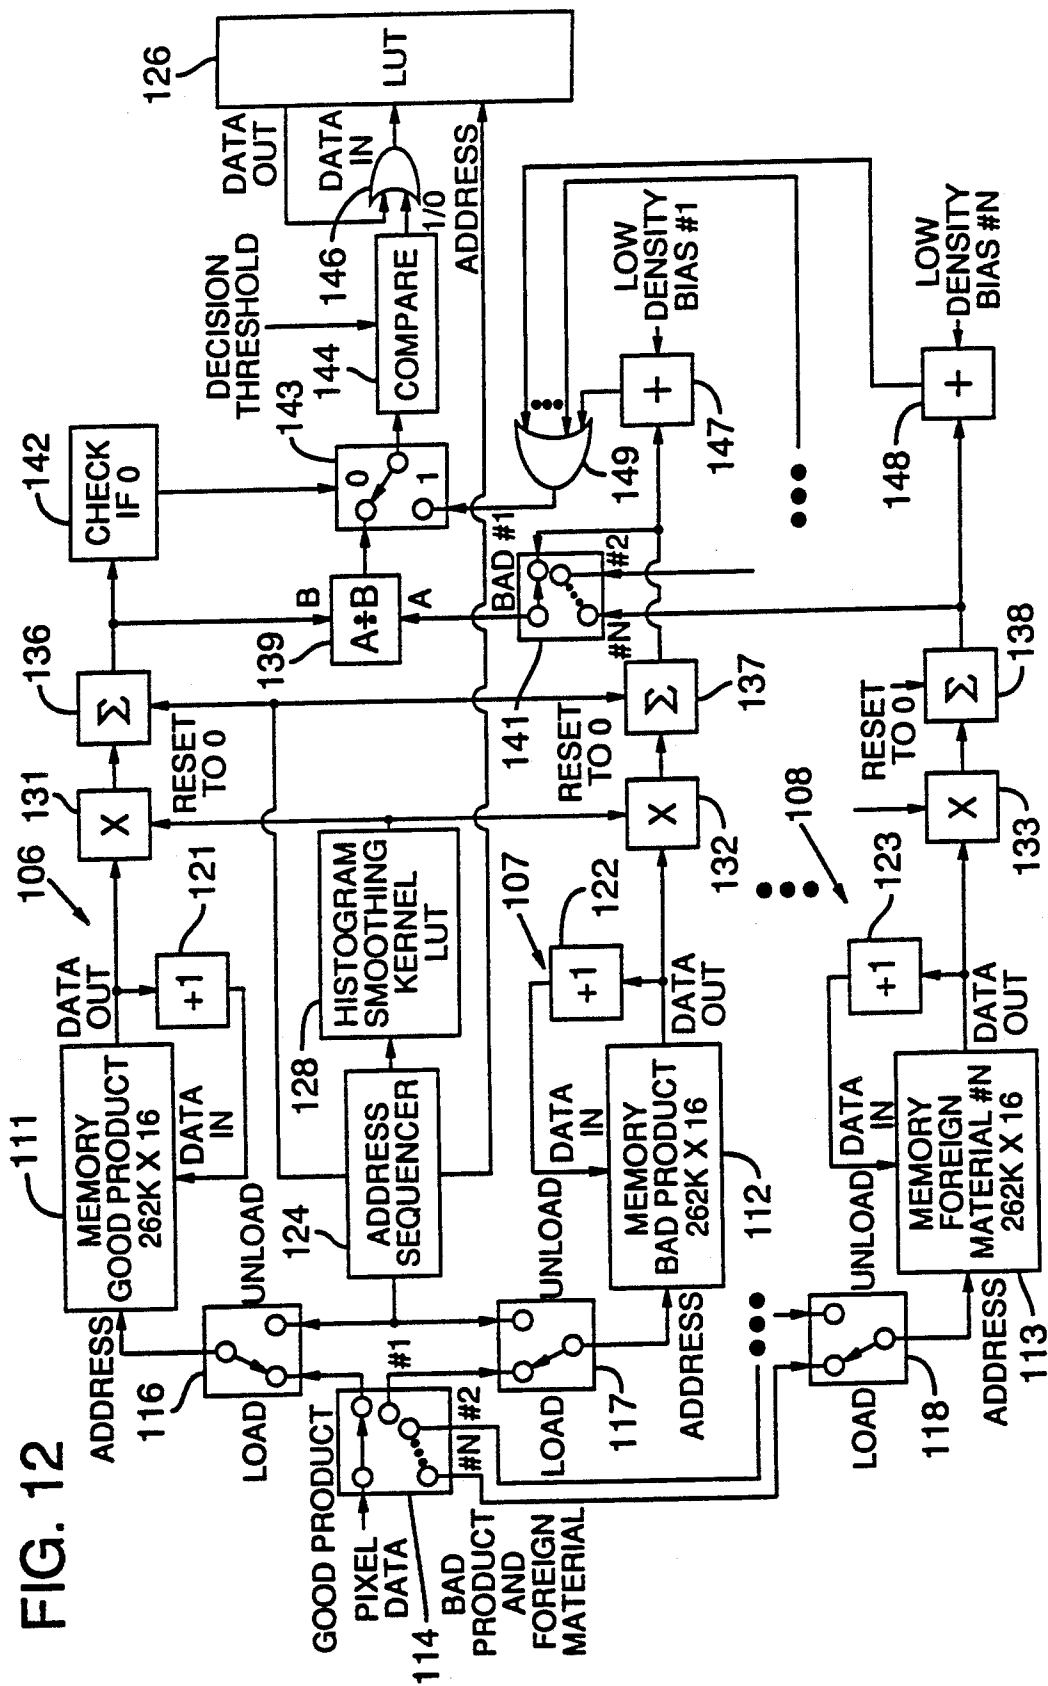 FIG. 12
111
MEMORY
GOOD PRODUCT
262K X 16
ADDRESS
DATA
OUT
DATA
IN
+1
121
106
X
131
RESET
TO 0
Σ
136
CHECK
IF 0
142
116
LOAD
UNLOAD
GOOD PRODUCT
PIXEL
DATA
114
BAD
PRODUCT
AND
FOREIGN
MATERIAL
#1
#2
#N
124
ADDRESS
SEQUENCER
128
HISTOGRAM
SMOOTHING
KERNEL
LUT
139
A÷B
B
A
143
0
1
DECISION
THRESHOLD
144
COMPARE
146
1/0
DATA
OUT
DATA
IN
ADDRESS
126
LUT
LOAD
UNLOAD
117
ADDRESS
MEMORY
BAD PRODUCT
262K X 16
112
DATA
IN
DATA
OUT
+1
122
107
X
132
RESET
TO 0
Σ
137
141
BAD #1
#2
#N
149
+
147
LOW
DENSITY
BIAS #1
LOAD
UNLOAD
118
ADDRESS
MEMORY
FOREIGN
MATERIAL #N
262K X 16
113
DATA
IN
DATA
OUT
+1
123
108
X
133
RESET
TO 0
Σ
138
+
148
LOW
DENSITY
BIAS #N